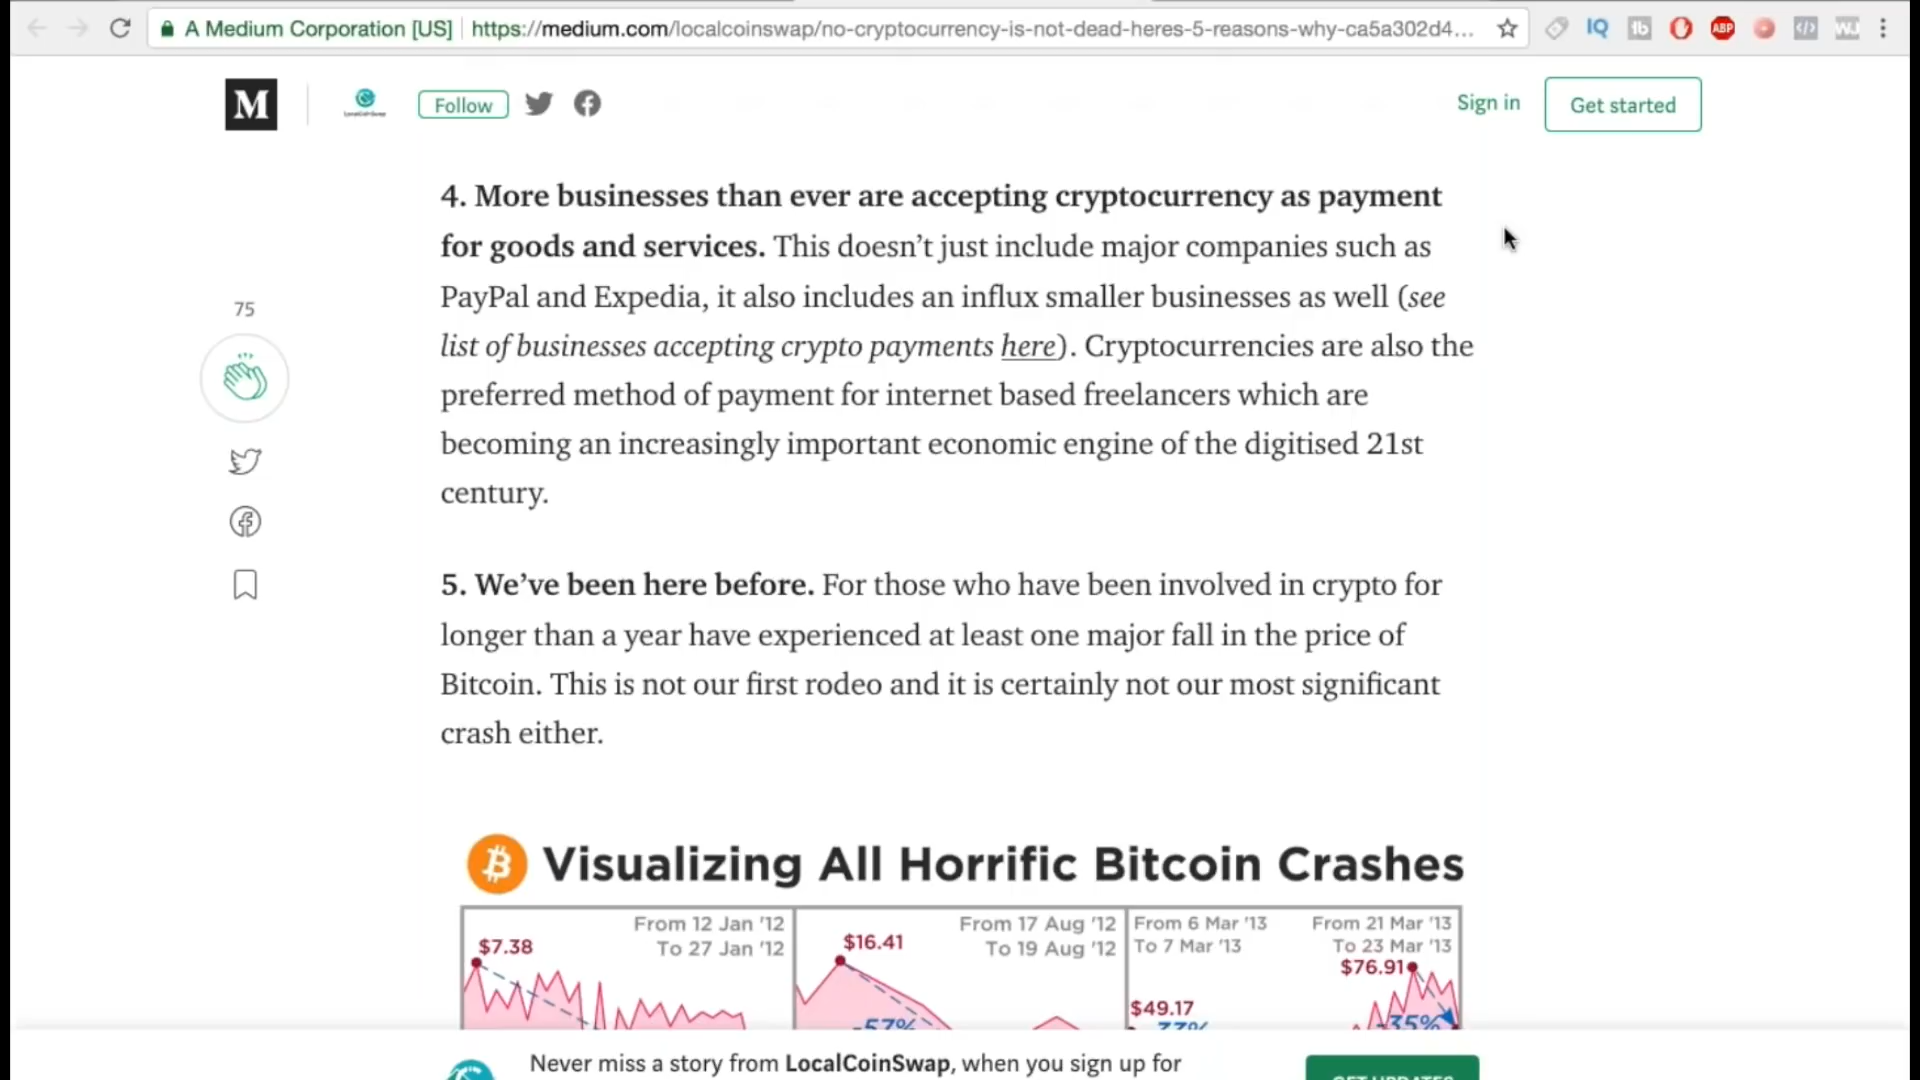 A Medium Corporation [US] https://medium.com/localcoinswap/no-cryptocurrency-is-not-dead-heres-5-reasons-why-ca5a302d4...
IQ
tb
ABP
</>
WJ
M
LocalCoinSwap
Follow
Sign in
Get started
4. More businesses than ever are accepting cryptocurrency as payment
for goods and services. This doesn’t just include major companies such as
PayPal and Expedia, it also includes an influx smaller businesses as well (see
list of businesses accepting crypto payments here). Cryptocurrencies are also the
preferred method of payment for internet based freelancers which are
becoming an increasingly important economic engine of the digitised 21st
century.
75
5. We’ve been here before. For those who have been involved in crypto for
longer than a year have experienced at least one major fall in the price of
Bitcoin. This is not our first rodeo and it is certainly not our most significant
crash either.
Visualizing All Horrific Bitcoin Crashes
From 12 Jan '12
To 27 Jan '12
$7.38
From 17 Aug '12
To 19 Aug '12
$16.41
-57%
From 6 Mar '13
To 7 Mar '13
$49.17
From 21 Mar '13
To 23 Mar '13
$76.91
-35%
Never miss a story from LocalCoinSwap, when you sign up for
GET UPDATES